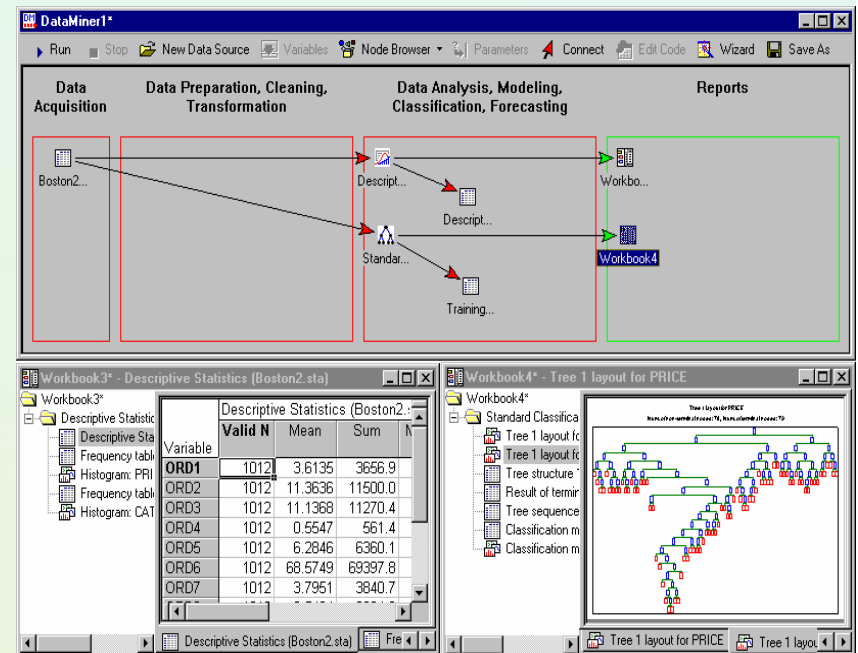 DataMiner1*
Run Stop New Data Source Variables Node Browser Parameters Connect Edit Code Wizard Save As
Data Acquisition
Data Preparation, Cleaning, Transformation
Data Analysis, Modeling, Classification, Forecasting
Reports
Boston2...
Descript...
Workbo...
Descript...
Standar...
Workbook4
Training...
Workbook3* - Descriptive Statistics (Boston2.sta)
Workbook3*
Descriptive Statistic
Descriptive Sta
Frequency tabl
Histogram: PRI
Frequency tabl
Histogram: CAT
Descriptive Statistics (Boston2.
Variable Valid N Mean Sum
ORD1 1012 3.6135 3656.9
ORD2 1012 11.3636 11500.0
ORD3 1012 11.1368 11270.4
ORD4 1012 0.5547 561.4
ORD5 1012 6.2846 6360.1
ORD6 1012 68.5749 69397.8
ORD7 1012 3.7951 3840.7
Descriptive Statistics (Boston2.sta) Fre
Workbook4* - Tree 1 layout for PRICE
Workbook4*
Standard Classifica
Tree 1 layout fo
Tree 1 layout fo
Tree structure
Result of termin
Tree sequence
Classification m
Classification m
Tree 1 layout for PRICE
Tree 1 layout for PRICE Tree 1 layou